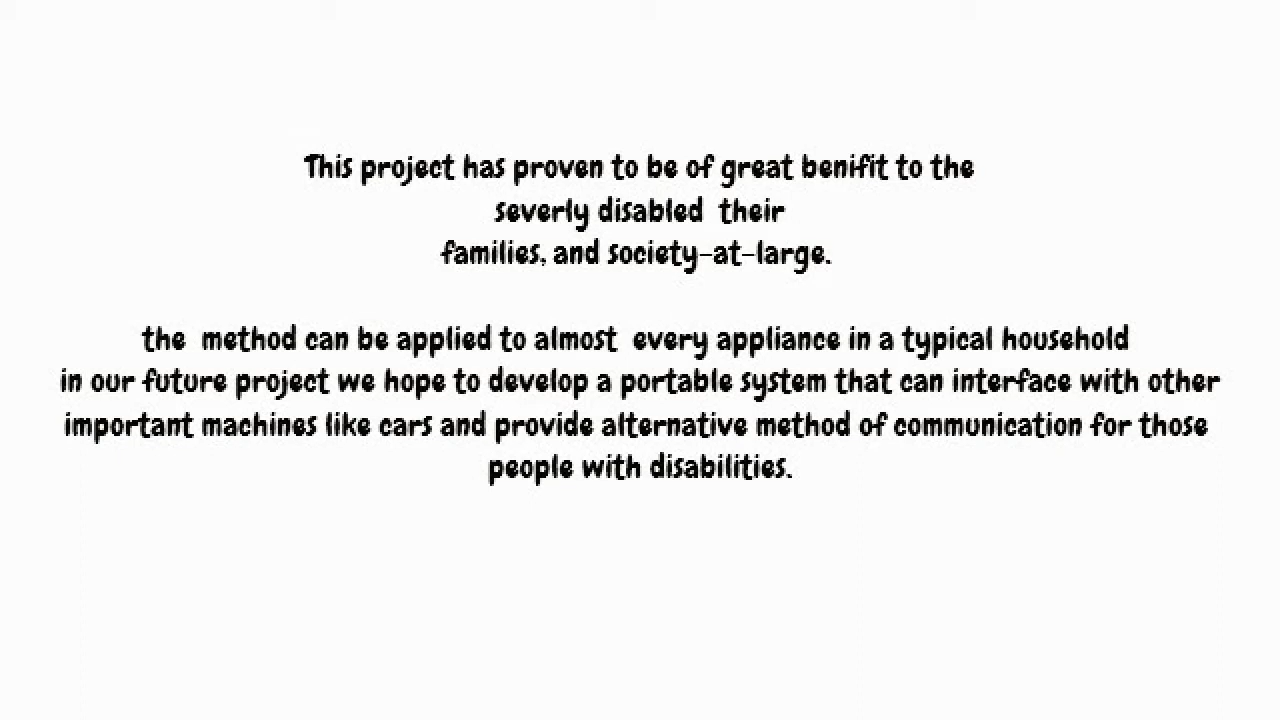 This project has proven to be of great benifit to the
severly disabled  their
families, and society-at-large.
the  method can be applied to almost  every appliance in a typical household
in our future project we hope to develop a portable system that can interface with other
important machines like cars and provide alternative method of communication for those
people with disabilities.